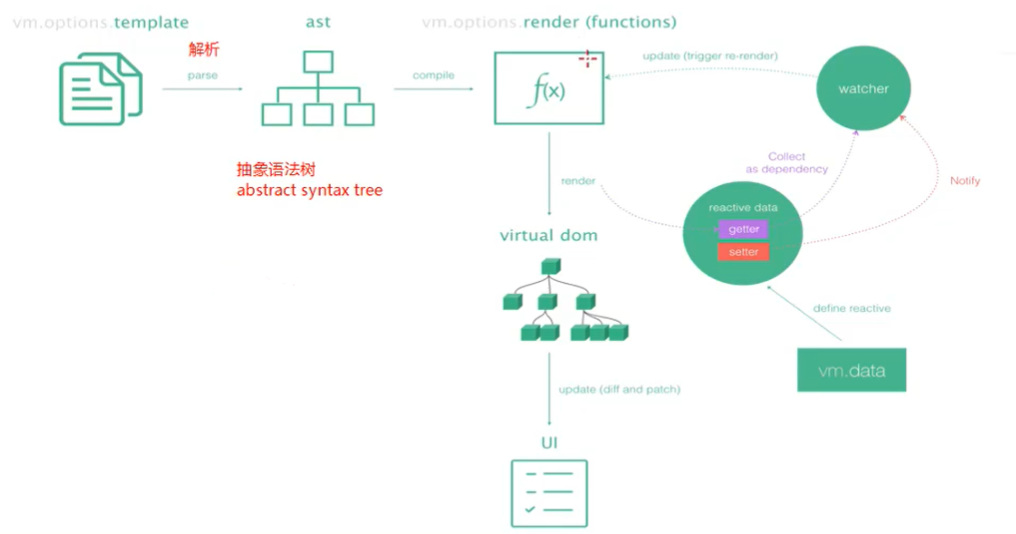 vm.options.template
ast
vm.options.render (functions)
解析
parse
compile
update (trigger re-render)
f(x)
watcher
抽象语法树
abstract syntax tree
Collect
as dependency
render
Notify
reactive data
getter
setter
virtual dom
define reactive
vm.data
update (diff and patch)
UI